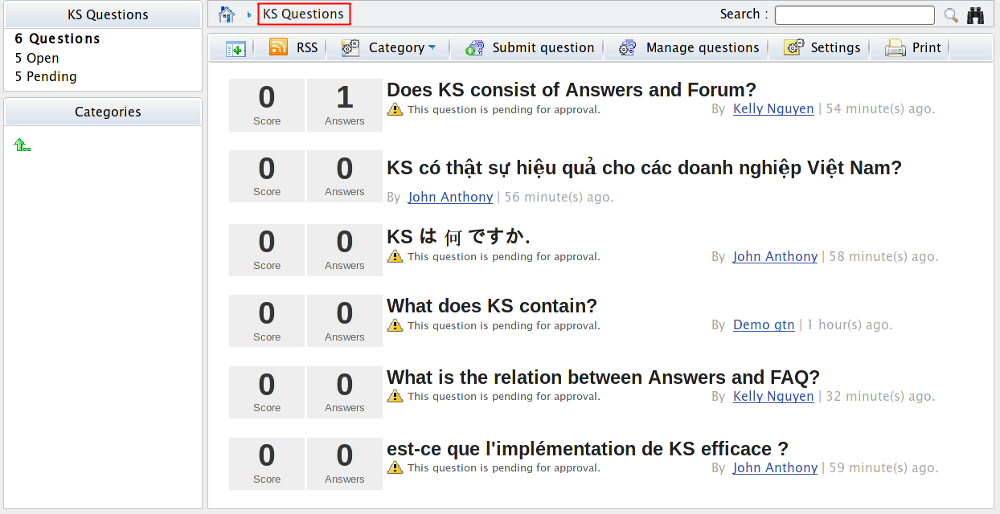 KS Questions
6 Questions
5 Open
5 Pending
Categories
KS Questions
Search :
RSS Category Submit question Manage questions Settings Print
0 Score
1 Answers
Does KS consist of Answers and Forum?
This question is pending for approval.
By Kelly Nguyen | 54 minute(s) ago.
0 Score
0 Answers
KS có thật sự hiệu quả cho các doanh nghiệp Việt Nam?
By John Anthony | 56 minute(s) ago.
0 Score
0 Answers
KS は 何 ですか.
This question is pending for approval.
By John Anthony | 58 minute(s) ago.
0 Score
0 Answers
What does KS contain?
This question is pending for approval.
By Demo gtn | 1 hour(s) ago.
0 Score
0 Answers
What is the relation between Answers and FAQ?
This question is pending for approval.
By Kelly Nguyen | 32 minute(s) ago.
0 Score
0 Answers
est-ce que l'implémentation de KS efficace ?
This question is pending for approval.
By John Anthony | 59 minute(s) ago.